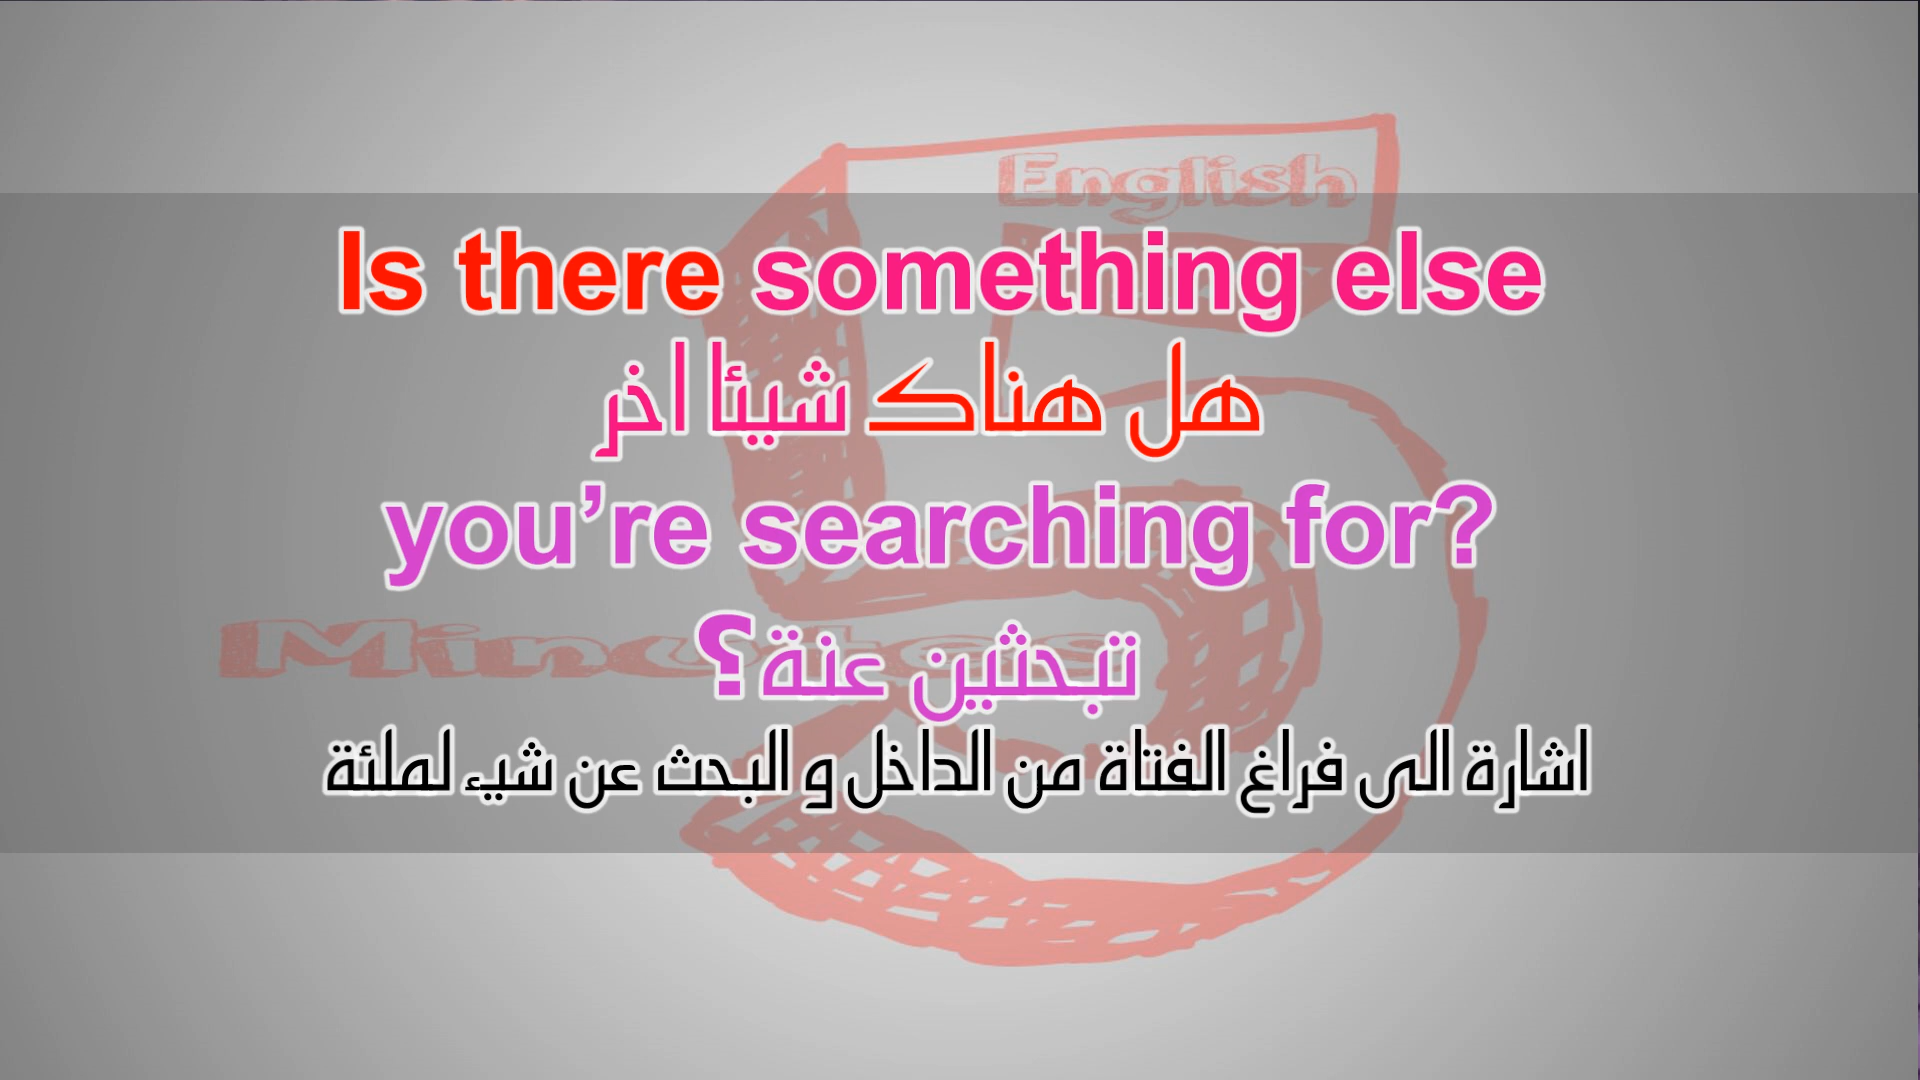 English
Is there something else
هل هناك شيئا اخر
you’re searching for?
تبحثين عنة؟
Minutes
اشارة الى فراغ الفتاة من الداخل و البحث عن شيء لملئة